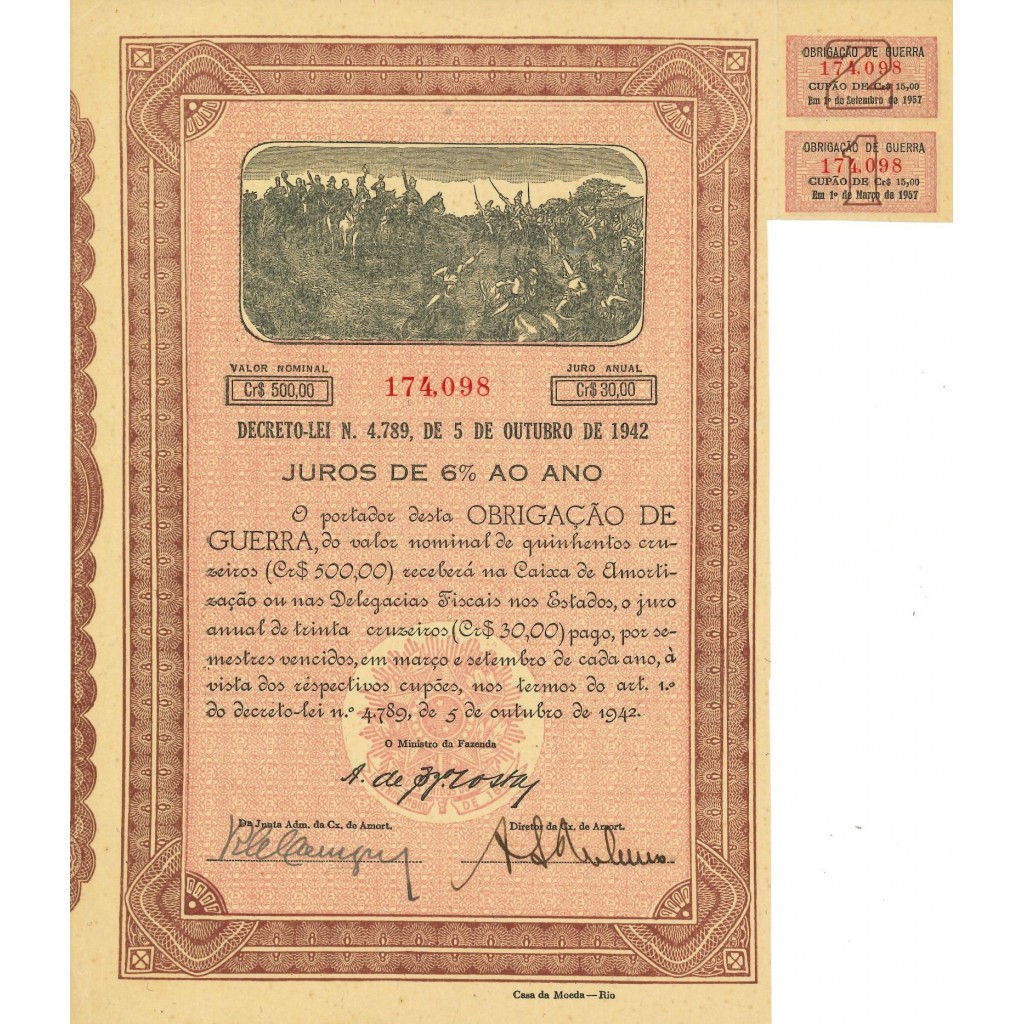 OBRIGAÇÃO DE GUERRA
174,098
CUPÃO DE Cr$ 15,00
Em 1º de Setembro de 1957
2
OBRIGAÇÃO DE GUERRA
174,098
CUPÃO DE Cr$ 15,00
Em 1º de Março de 1957
1
VALOR NOMINAL
Cr$ 500,00
174,098
JURO ANUAL
Cr$ 30,00
DECRETO-LEI N. 4.789, DE 5 DE OUTUBRO DE 1942
JUROS DE 6% AO ANO
O portador desta OBRIGAÇÃO DE
GUERRA, do valor nominal de quinhentos cru-
zeiros (Cr$ 500,00) receberá na Caixa de Amorti-
zação ou nas Delegacias Fiscais nos Estados, o juro
anual de trinta cruzeiros (Cr$ 30,00) pago, por se-
mestres vencidos, em março e setembro de cada ano, à
vista dos réspectivos cupões, nos termos do art. 1.º
do decreto-lei n.º 4.789, de 5 de outubro de 1942.
O Ministro da Fazenda
A. de Costa
Da Junta Adm. da Cx. de Amort.
Diretor da Cx. de Amort.
Casa da Moeda—Rio